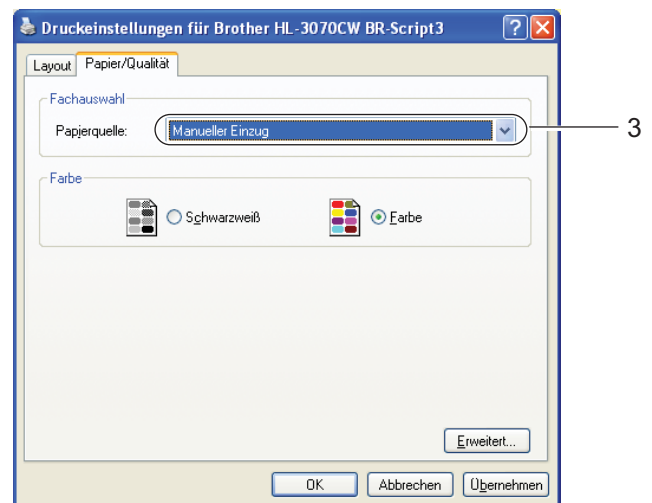 Druckeinstellungen für Brother HL-3070CW BR-Script3
Layout Papier/Qualität
Fachauswahl
Papierquelle: Manueller Einzug 3
Farbe
Schwarzweiß Farbe
Erweitert...
OK Abbrechen Übernehmen